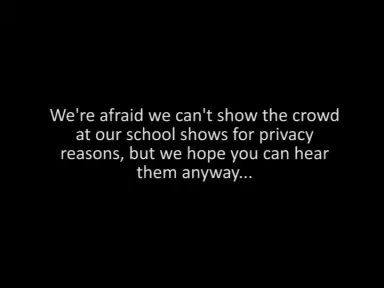 We're afraid we can't show the crowd
at our school shows for privacy
reasons, but we hope you can hear
them anyway...